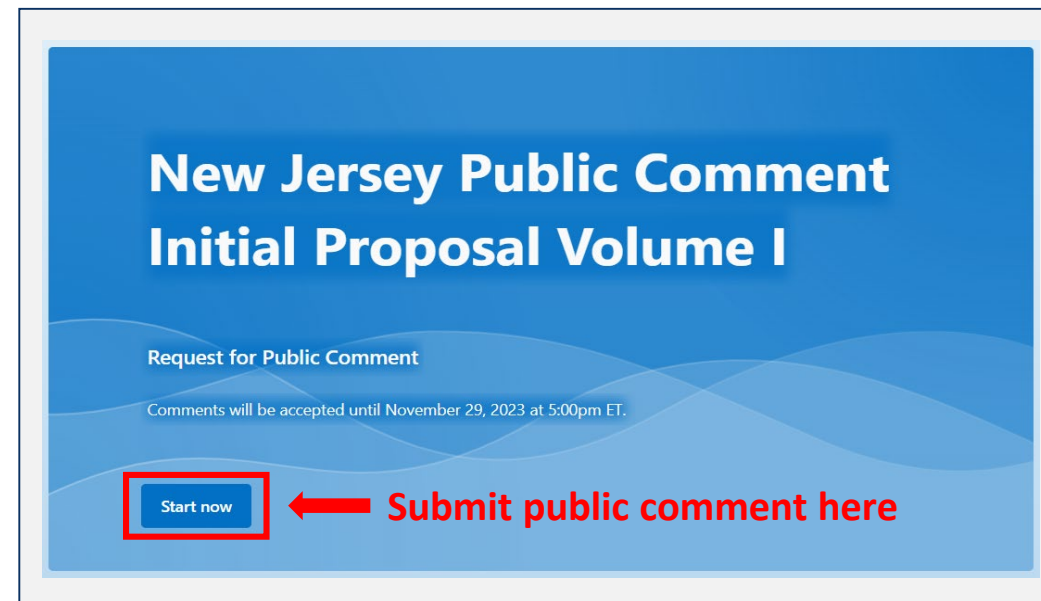 New Jersey Public Comment
Initial Proposal Volume I
Request for Public Comment
Comments will be accepted until November 29, 2023 at 5:00pm ET.
Start now
Submit public comment here